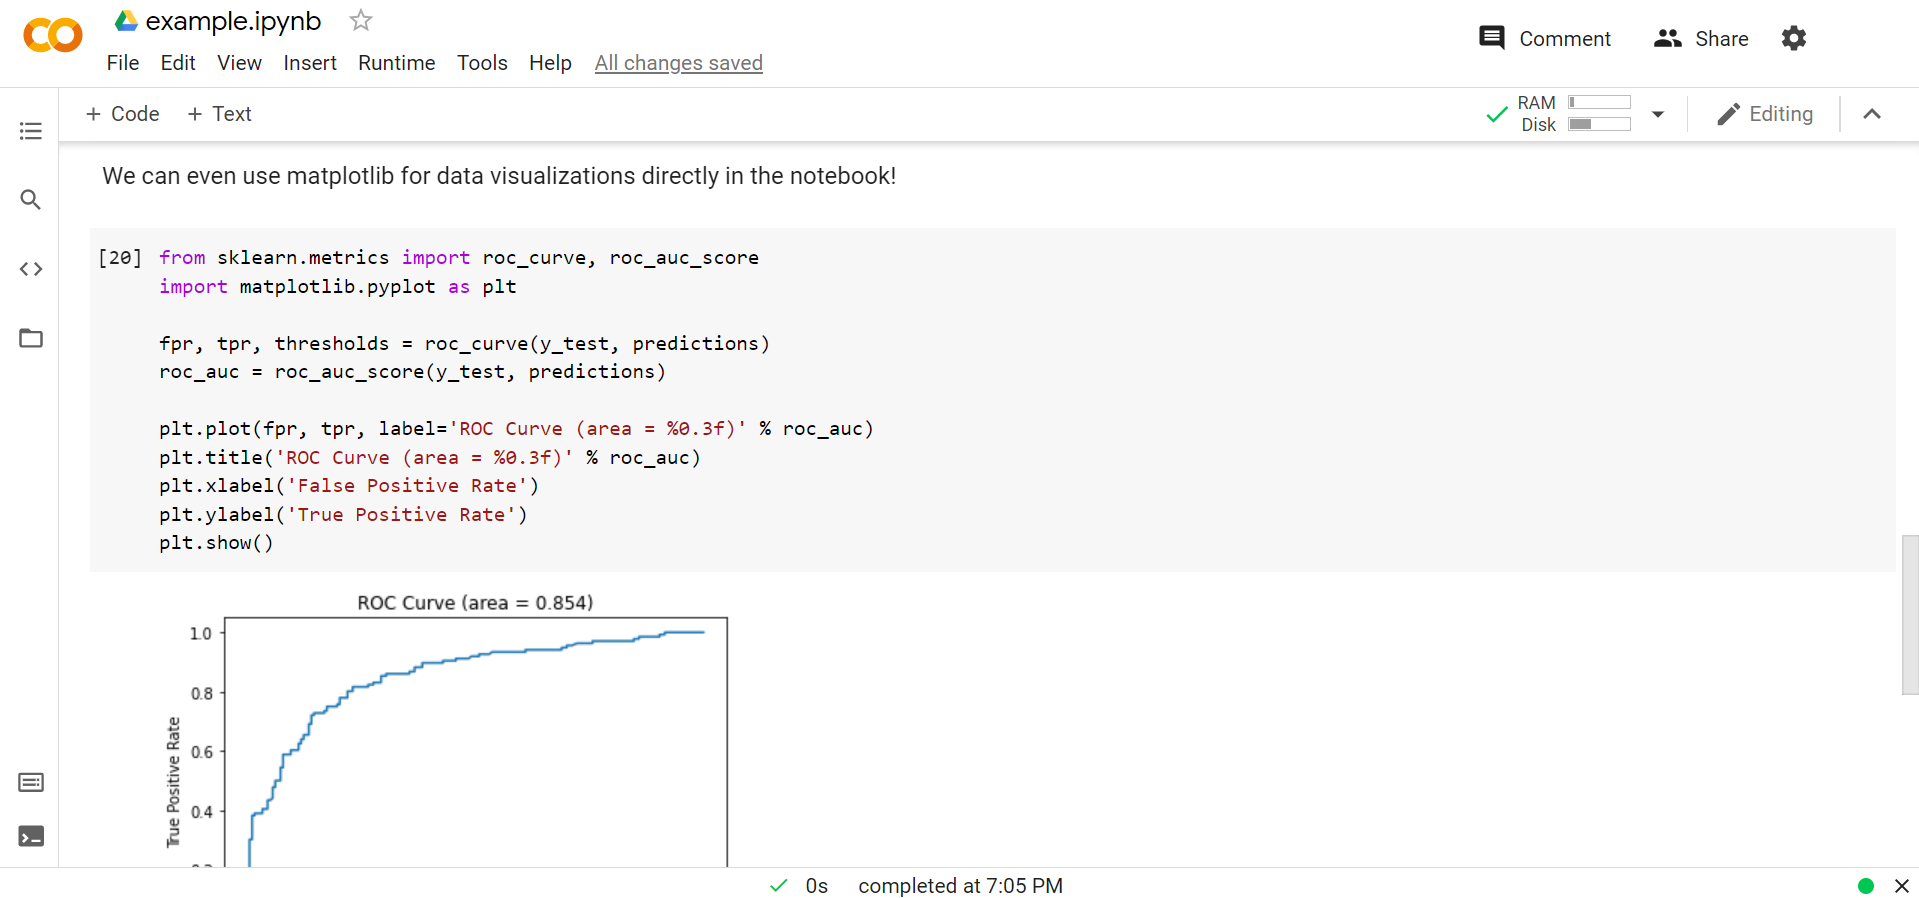 example.ipynb
File Edit View Insert Runtime Tools Help All changes saved
Comment Share
+ Code + Text
RAM
Disk
Editing
We can even use matplotlib for data visualizations directly in the notebook!
[20] from sklearn.metrics import roc_curve, roc_auc_score
import matplotlib.pyplot as plt
fpr, tpr, thresholds = roc_curve(y_test, predictions)
roc_auc = roc_auc_score(y_test, predictions)
plt.plot(fpr, tpr, label='ROC Curve (area = %0.3f)' % roc_auc)
plt.title('ROC Curve (area = %0.3f)' % roc_auc)
plt.xlabel('False Positive Rate')
plt.ylabel('True Positive Rate')
plt.show()
ROC Curve (area = 0.854)
1.0
0.8
0.6
0.4
True Positive Rate
0s completed at 7:05 PM